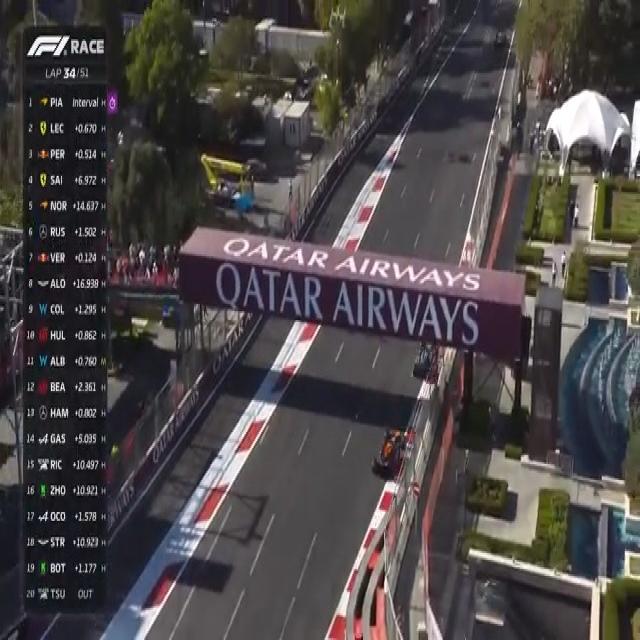 F1 RACE
LAP 34/51
1 PIA Interval H
2 LEC +0.670 H
3 PER +0.514 H
4 SAI +6.972 H
5 NOR +14.637 H
6 RUS +1.502 H
7 VER +0.124 H
8 ALO +16.938 H
9 COL +1.295 H
10 HUL +0.862 H
11 ALB +0.760 M
12 BEA +2.361 H
13 HAM +0.802 H
14 GAS +5.035 H
15 RIC +10.497 H
16 ZHO +10.921 H
17 OCO +1.578 H
18 STR +10.923 H
19 BOT +1.177 H
20 TSU OUT
QATAR AIRWAYS
QATAR AIRWAYS
QATAR AIRWAYS